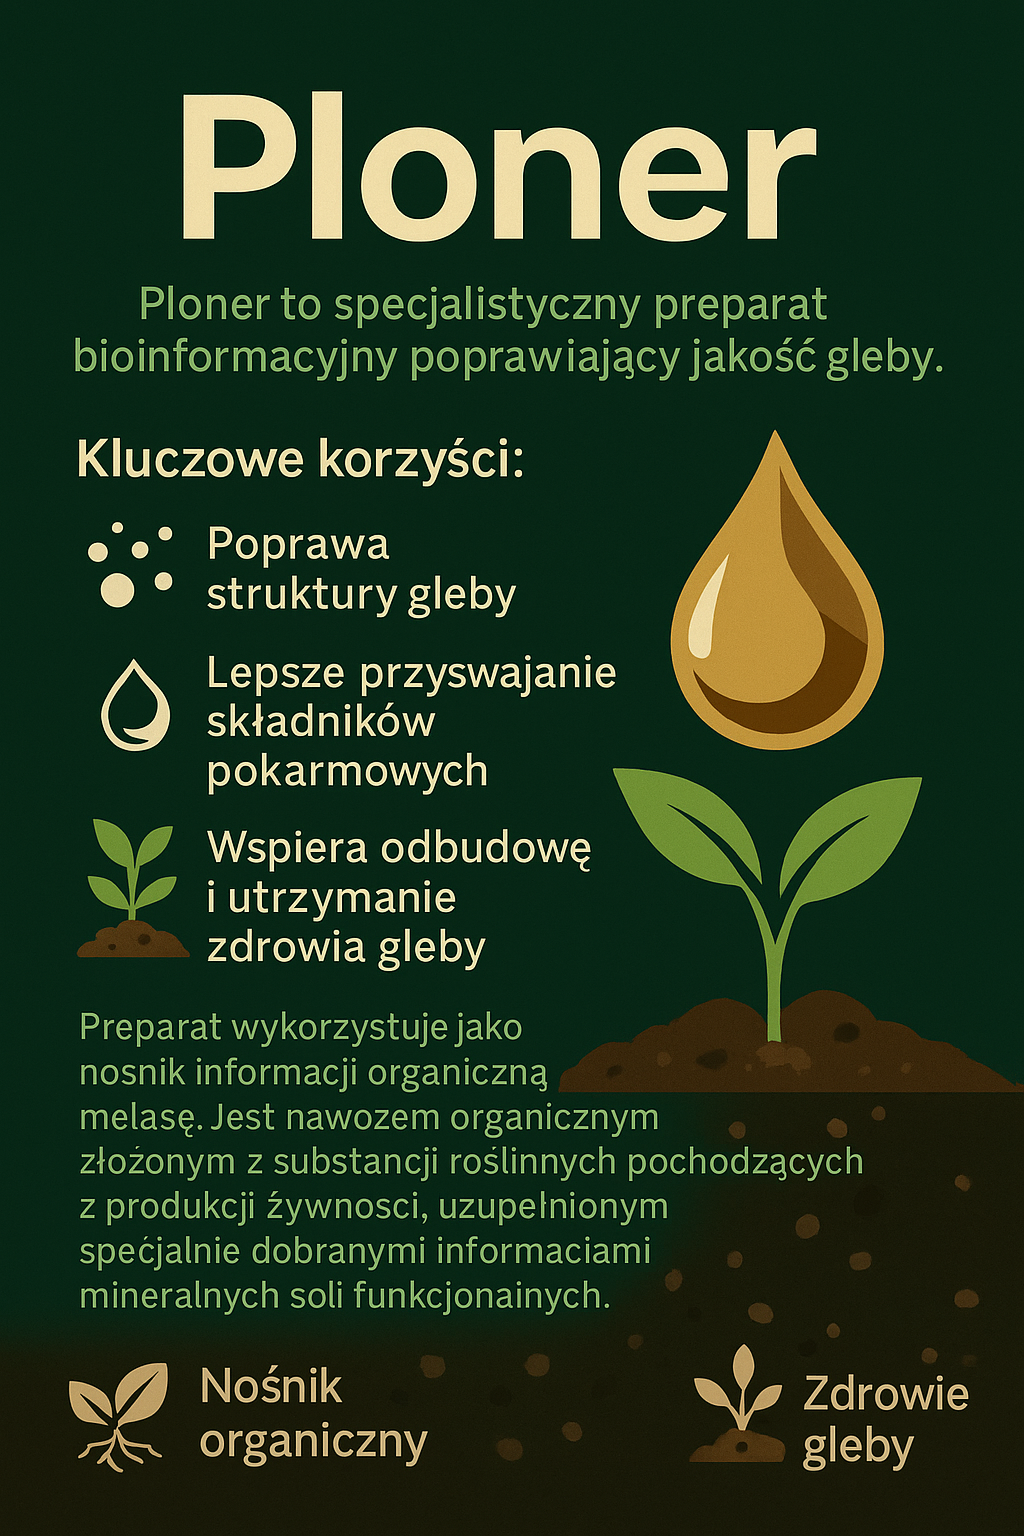 Ploner
Ploner to specjalistyczny preparat
bioinformacyjny poprawiający jakość gleby.
Kluczowe korzyści:
Poprawa
struktury gleby
Lepsze przyswajanie
składników
pokarmowych
Wspiera odbudowę
i utrzymanie
zdrowia gleby
Preparat wykorzystuje jako
nosnik informacji organiczną
melasę. Jest nawozem organicznym
złożonym z substancji roślinnych pochodzących
z produkcji źywnosci, uzupełnionym
speċjalnie dobranymi informaciami
mineralnych soli funkcjonainych.
Nośnik
organiczny
Zdrowie
gleby